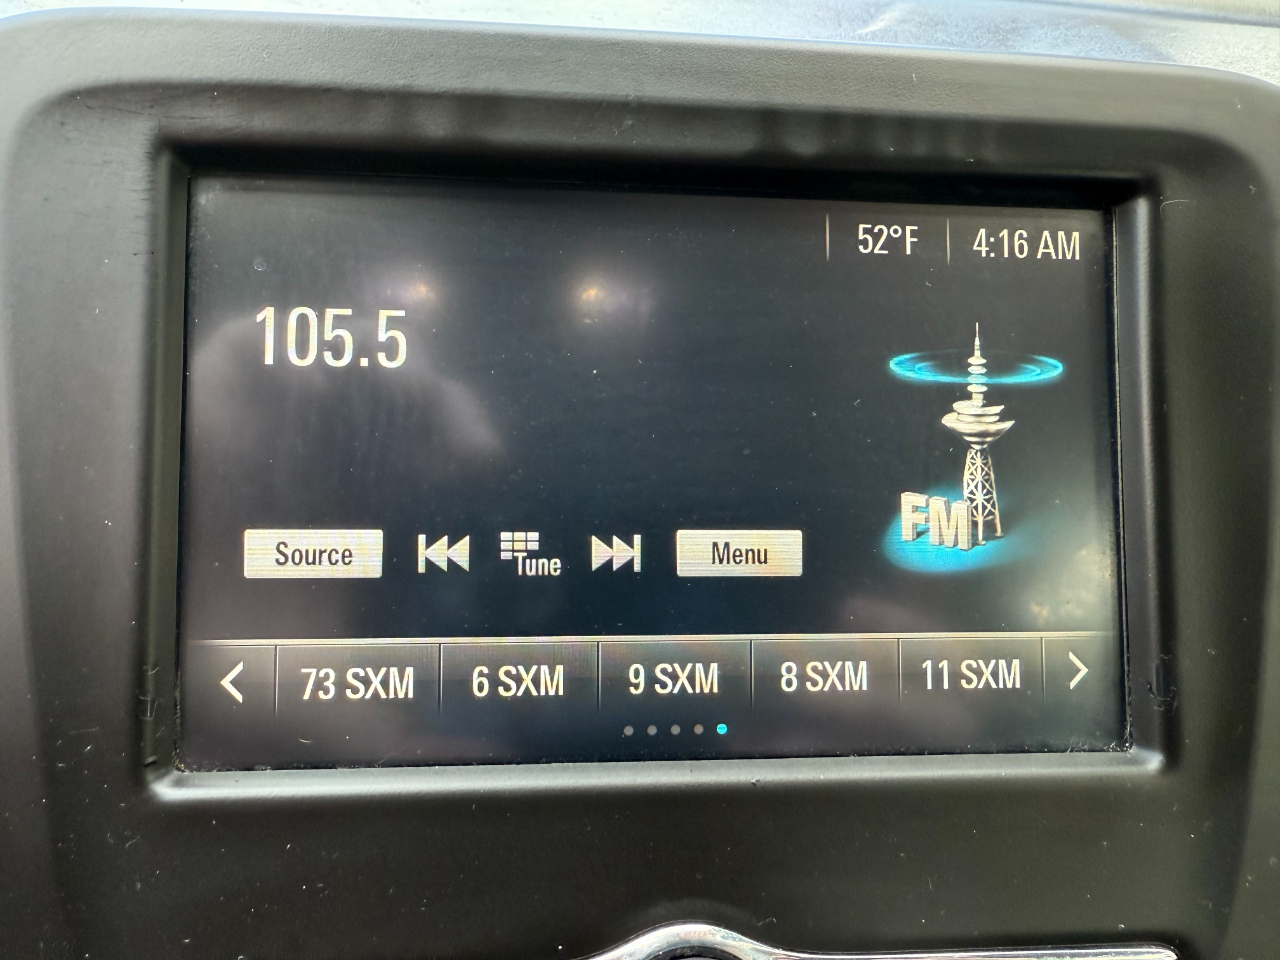 52°F 4:16 AM
105.5
FM
Source Tune Menu
73 SXM 6 SXM 9 SXM 8 SXM 11 SXM